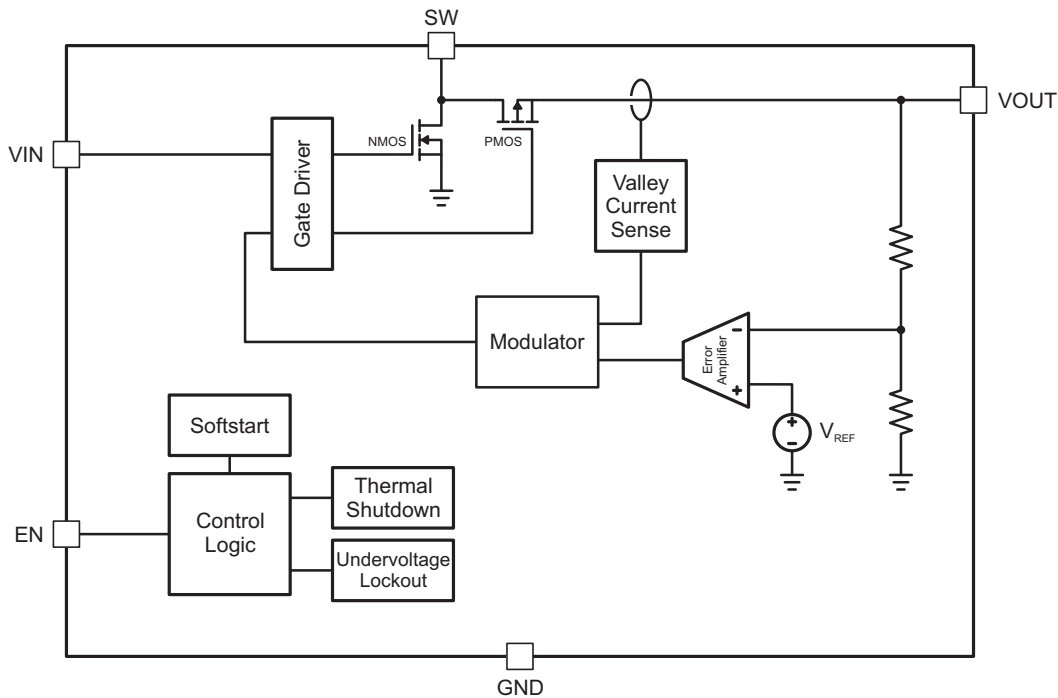 SW
VOUT
VIN
Gate Driver
NMOS
PMOS
Valley
Current
Sense
Modulator
Error
Amplifier
−
+
+
−
VREF
Softstart
Control
Logic
Thermal
Shutdown
Undervoltage
Lockout
EN
GND